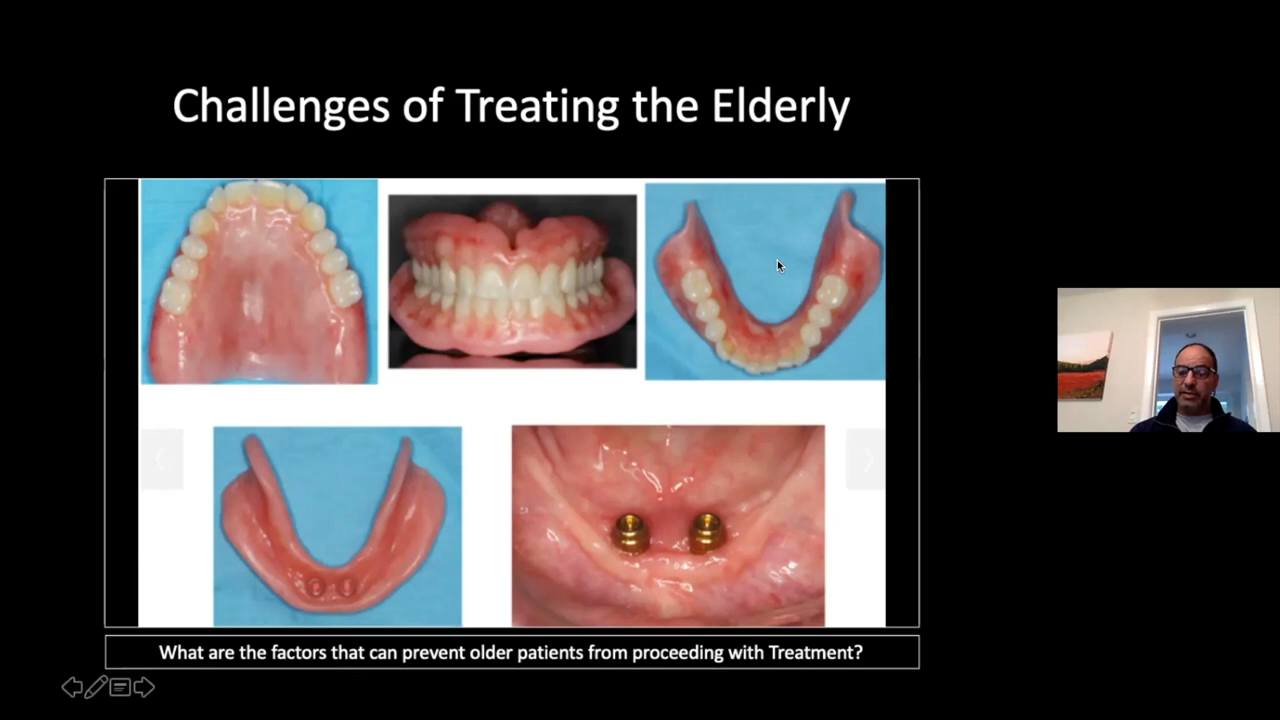 Challenges of Treating the Elderly
What are the factors that can prevent older patients from proceeding with Treatment?